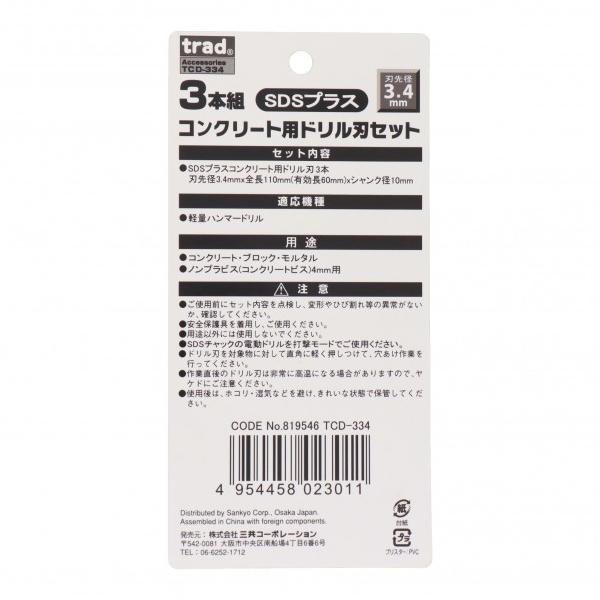 trad®
Accessories
TCD-334
3本組 SDSプラス
刃先径
3.4
mm
コンクリート用ドリル刃セット
セット内容
●SDSプラスコンクリート用ドリル刃3本
刃先径3.4mm×全長110mm(有効長60mm)×シャンク径10mm
適応機種
●軽量ハンマードリル
用途
●コンクリート・ブロック・モルタル
●ノンプラビス(コンクリートビス)4mm用
注意
●ご使用前にセット内容を点検し、変形やひび割れ等の異常がない
か、確認してください。
●安全保護具を着用し、ご使用ください。
●用途以外には使用しないでください。
●SDSチャックの電動ドリルを打撃モードでご使用ください。
●ドリル刃を対象物に対して直角に軽く押しつけて、穴あけ作業を
行ってください。
●作業直後のドリル刃は非常に高温になる場合がありますので、ヤ
ケドにご注意ください。
●使用後は、ホコリ・湿気などを避け、きれいな状態で保管してくだ
さい。
CODE No.819546 TCD-334
4 954458 023011
Distributed by Sankyo Corp., Osaka Japan.
Assembled in China with foreign components.
発売元：株式会社 三共コーポレーション
〒542-0081 大阪市中央区南船場4丁目6番6号
TEL：06-6252-1712
紙
台紙
プラ
ブリスター：PVC